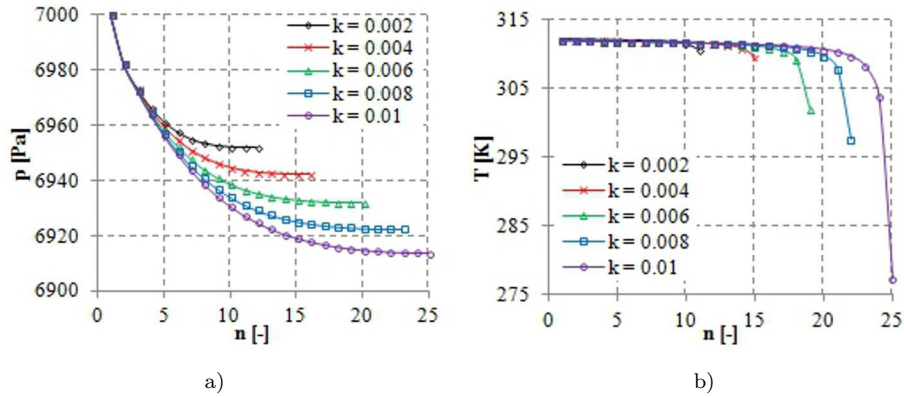 7000
6980
6960
6940
6920
6900
p [Pa]
0 5 10 15 20 25
n [-]
k = 0.002
k = 0.004
k = 0.006
k = 0.008
k = 0.01
a)
315
305
295
285
275
T [K]
0 5 10 15 20 25
n [-]
k = 0.002
k = 0.004
k = 0.006
k = 0.008
k = 0.01
b)